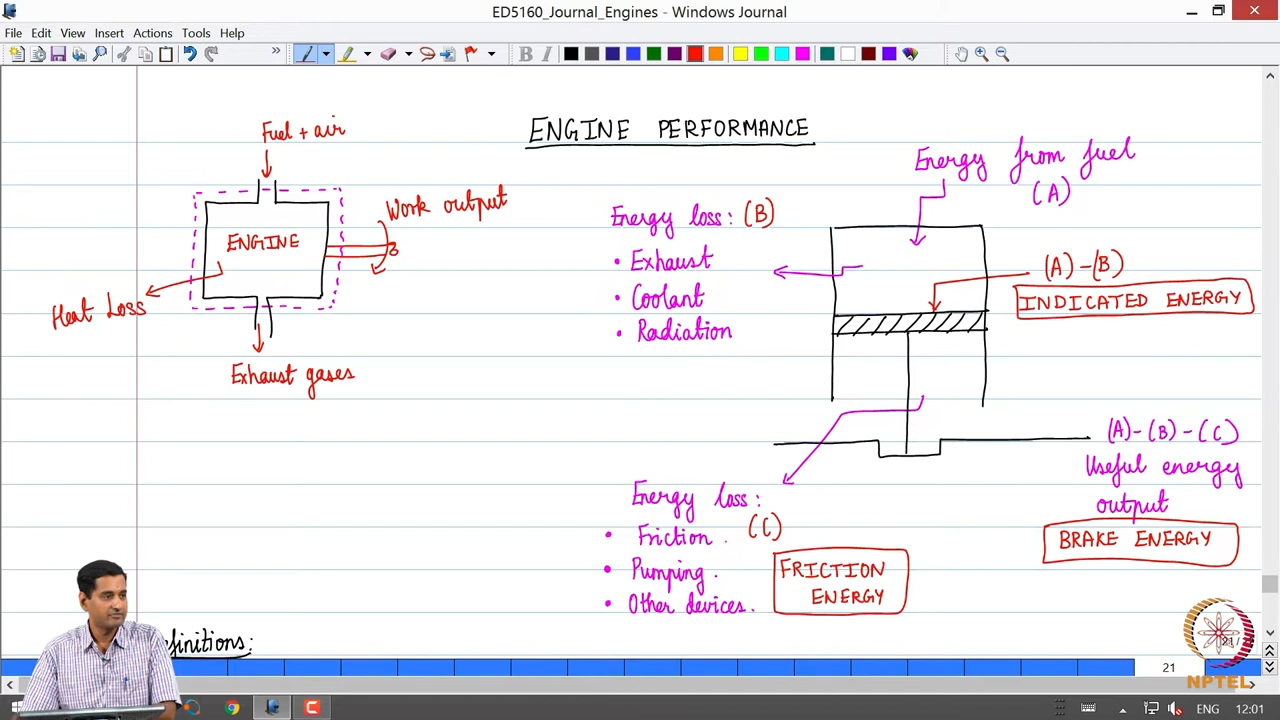 ED5160_Journal_Engines - Windows Journal
File Edit View Insert Actions Tools Help
B I
ENGINE PERFORMANCE
Fuel + air
Work output
ENGINE
Heat Loss
Exhaust gases
Energy from fuel
(A)
Energy loss: (B)
• Exhaust
• Coolant
• Radiation
(A)-(B)
INDICATED ENERGY
(A)-(B)-(C)
Useful energy
output
BRAKE ENERGY
Energy loss:
(C)
• Friction.
• Pumping.
• Other devices.
FRICTION
ENERGY
efinitions:
21
NPTEL
ENG 12:01